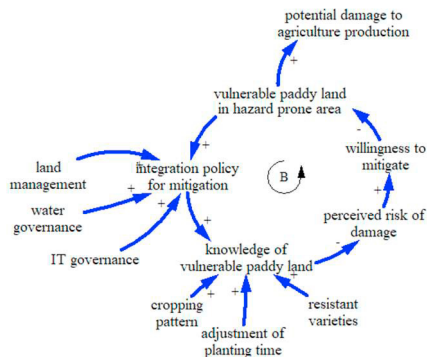 potential damage to
agriculture production
+
vulnerable paddy land
in hazard prone area
+
-
willingness to
mitigate
B
land
management
+
integration policy
for mitigation
+
+
+
water
governance
perceived risk of
damage
IT governance
+
-
knowledge of
vulnerable paddy land
+
+
+
cropping
pattern
resistant
varieties
adjustment of
planting time